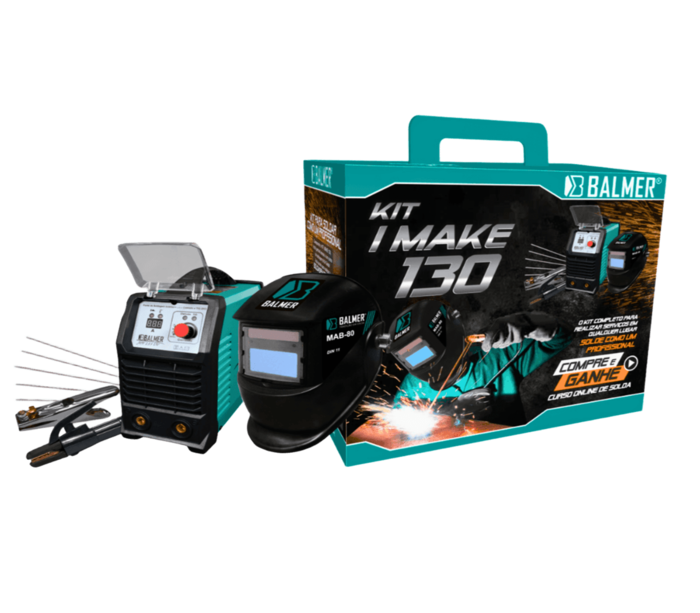 BALMER
BALMER®
KIT
I MAKE
130
O KIT COMPLETO PARA
REALIZAR SERVIÇOS EM
QUALQUER LUGAR
SOLDE COMO UM
PROFISSIONAL
COMPRE E
GANHE
CURSO ONLINE DE SOLDA
BALMER
BALMER
MAB-80
BALMER